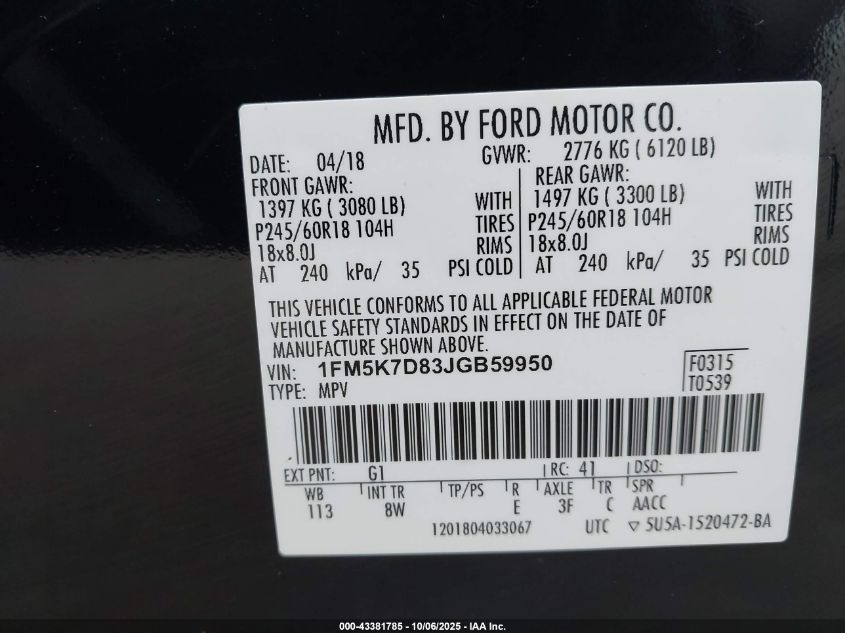 MFD. BY FORD MOTOR CO.
DATE: 04/18 GVWR: 2776 KG ( 6120 LB)
FRONT GAWR: REAR GAWR:
1397 KG ( 3080 LB) WITH 1497 KG ( 3300 LB) WITH
P245/60R18 104H TIRES P245/60R18 104H TIRES
18x8.0J RIMS 18x8.0J RIMS
AT 240 kPa/ 35 PSI COLD AT 240 kPa/ 35 PSI COLD
THIS VEHICLE CONFORMS TO ALL APPLICABLE FEDERAL MOTOR
VEHICLE SAFETY STANDARDS IN EFFECT ON THE DATE OF
MANUFACTURE SHOWN ABOVE.
VIN: 1FM5K7D83JGB59950 F0315
TYPE: MPV T0539
EXT PNT: G1 RC: 41 DSO:
WB INT TR TP/PS R AXLE TR SPR
113 8W E 3F C AACC
1201804033067 UTC ▽ 5U5A-1520472-BA
000-43381785 - 10/06/2025 - IAA Inc.